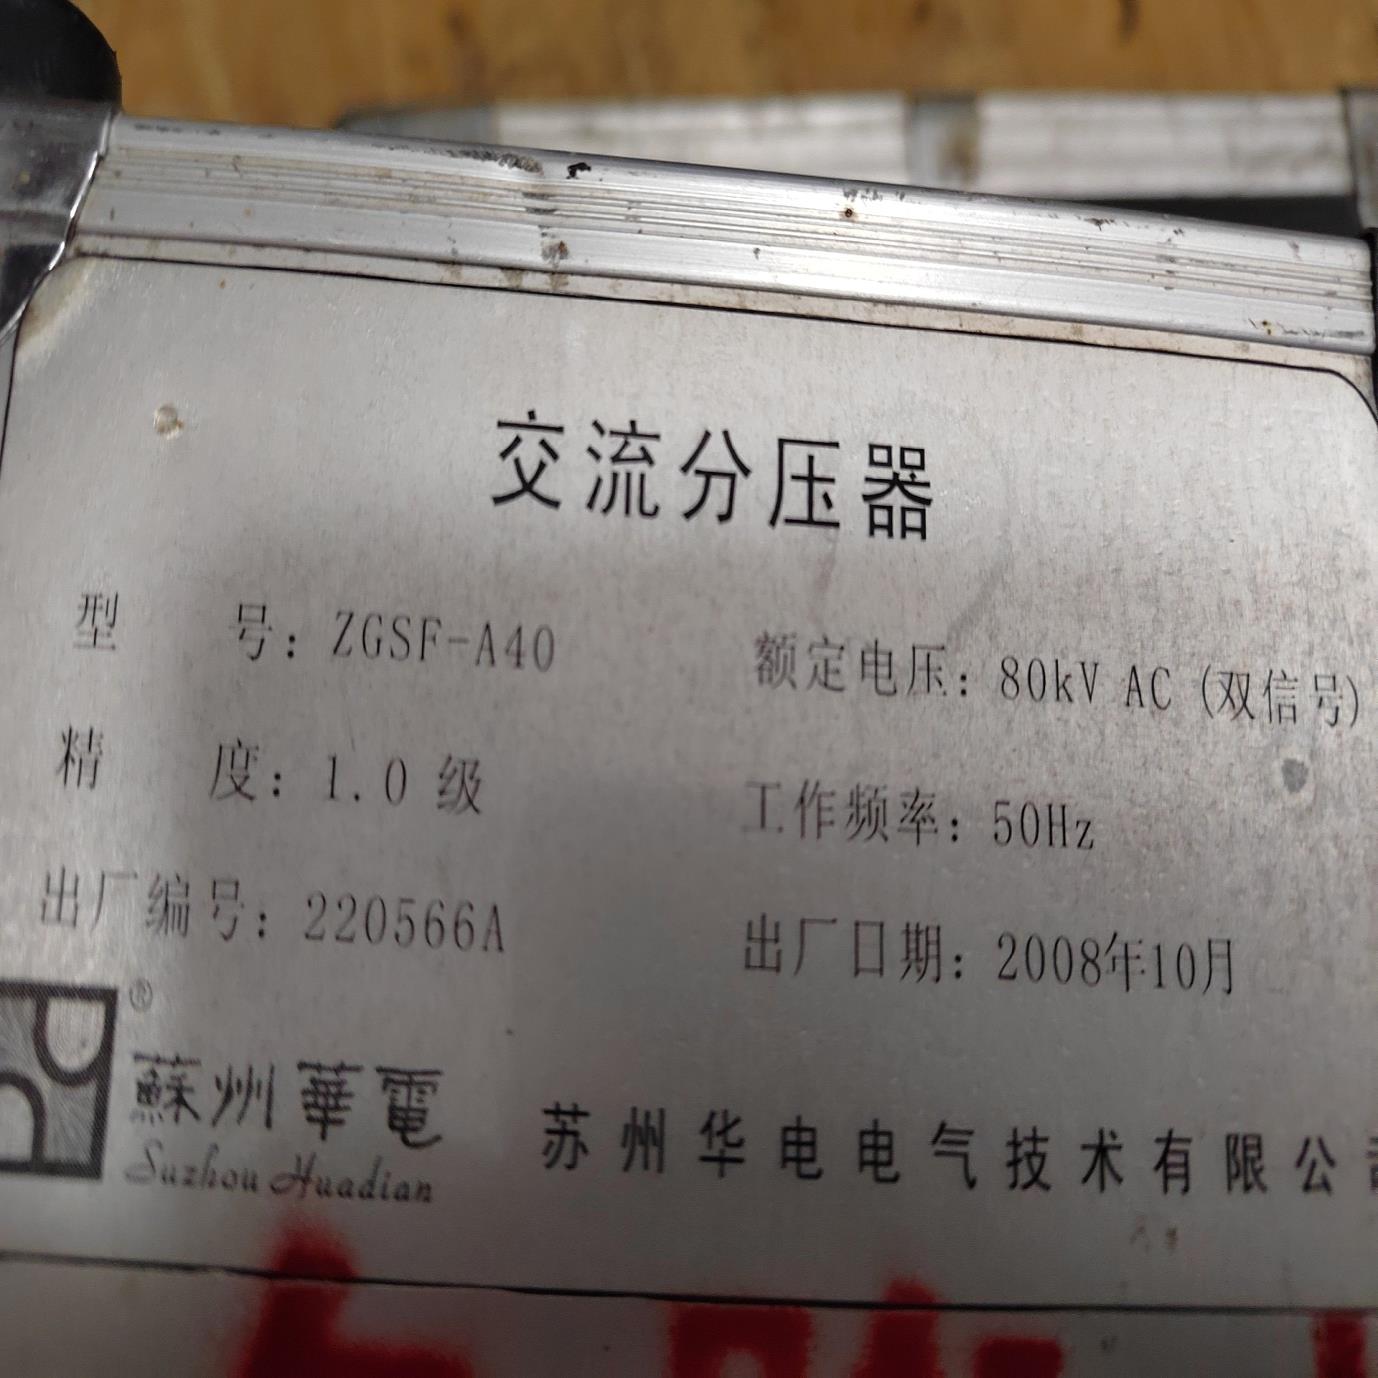 交流分压器
型 号：ZGSF-A40 额定电压：80kV AC (双信号)
精 度：1.0 级 工作频率：50Hz
出厂编号：220566A 出厂日期：2008年10月
®
蘇州華電
Suzhou Huadian
苏州华电电气技术有限公